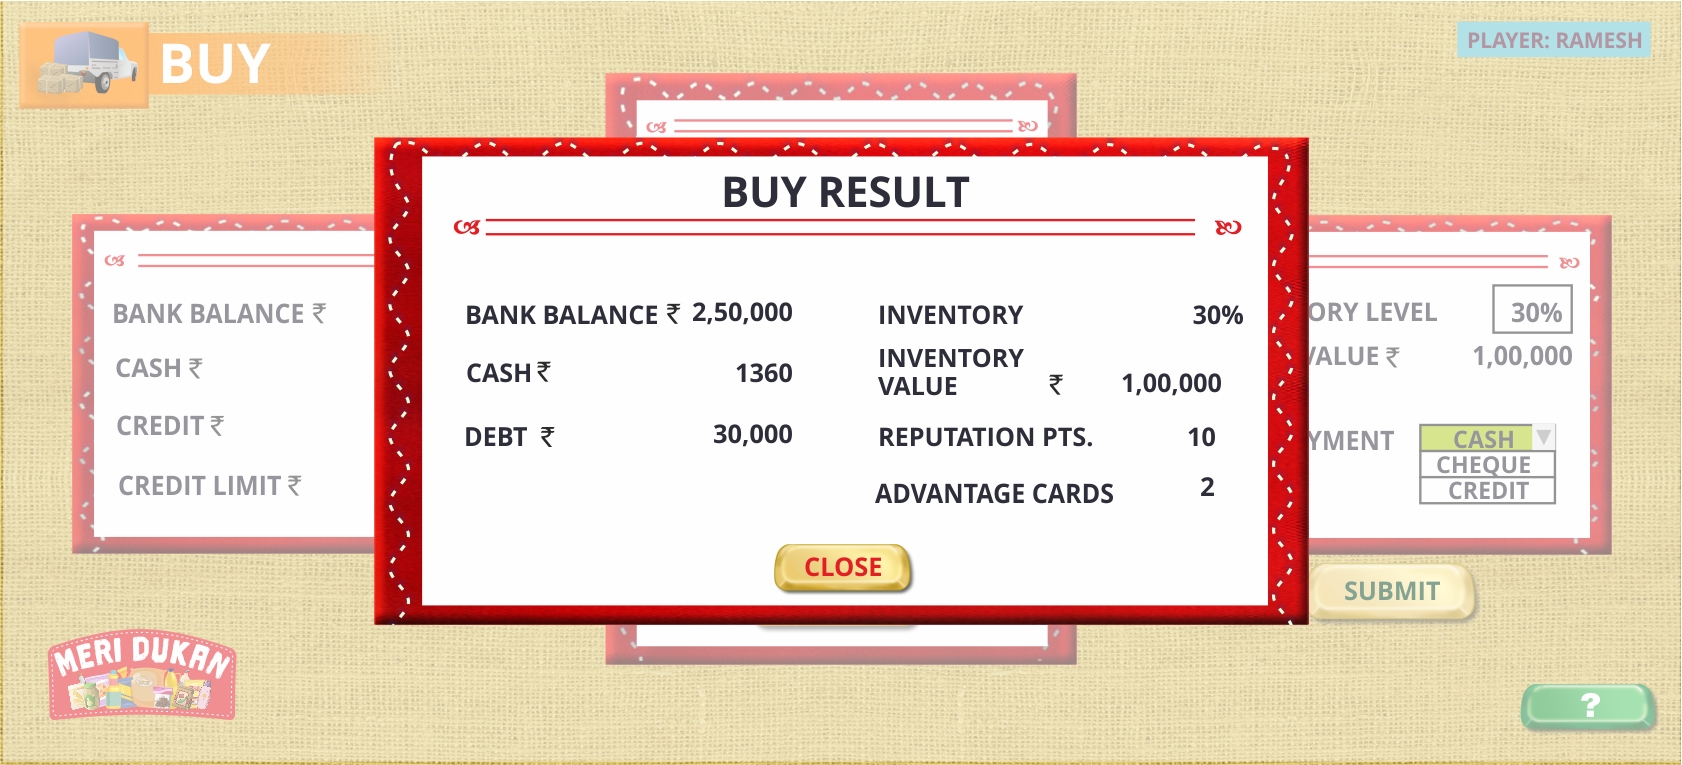 BUY
PLAYER: RAMESH
BUY RESULT
BANK BALANCE ₹ 2,50,000
CASH ₹ 1360
DEBT ₹ 30,000
INVENTORY 30%
INVENTORY
VALUE ₹ 1,00,000
REPUTATION PTS. 10
ADVANTAGE CARDS 2
CLOSE
BANK BALANCE ₹
CASH ₹
CREDIT ₹
CREDIT LIMIT ₹
ORY LEVEL 30%
VALUE ₹ 1,00,000
YMENT CASH
CHEQUE
CREDIT
SUBMIT
MERI DUKAN
?